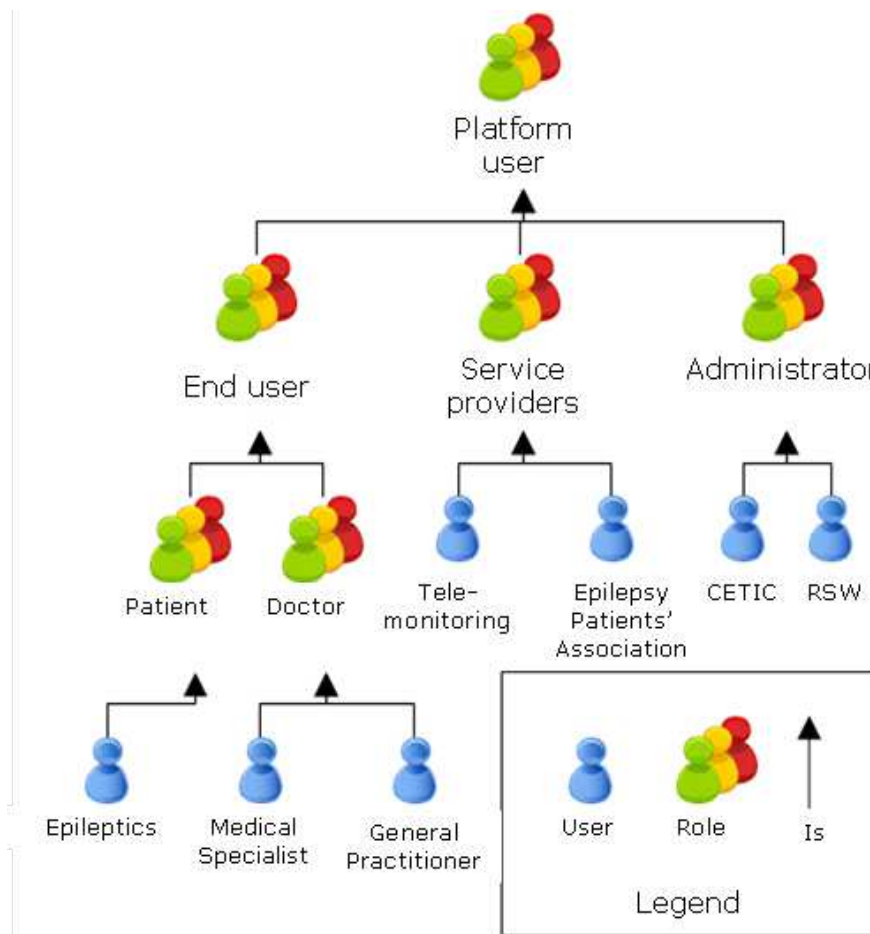 Platform
user
End user
Service
providers
Administrator
Patient
Doctor
Tele-
monitoring
Epilepsy
Patients’
Association
CETIC
RSW
Epileptics
Medical
Specialist
General
Practitioner
User
Role
Is
Legend